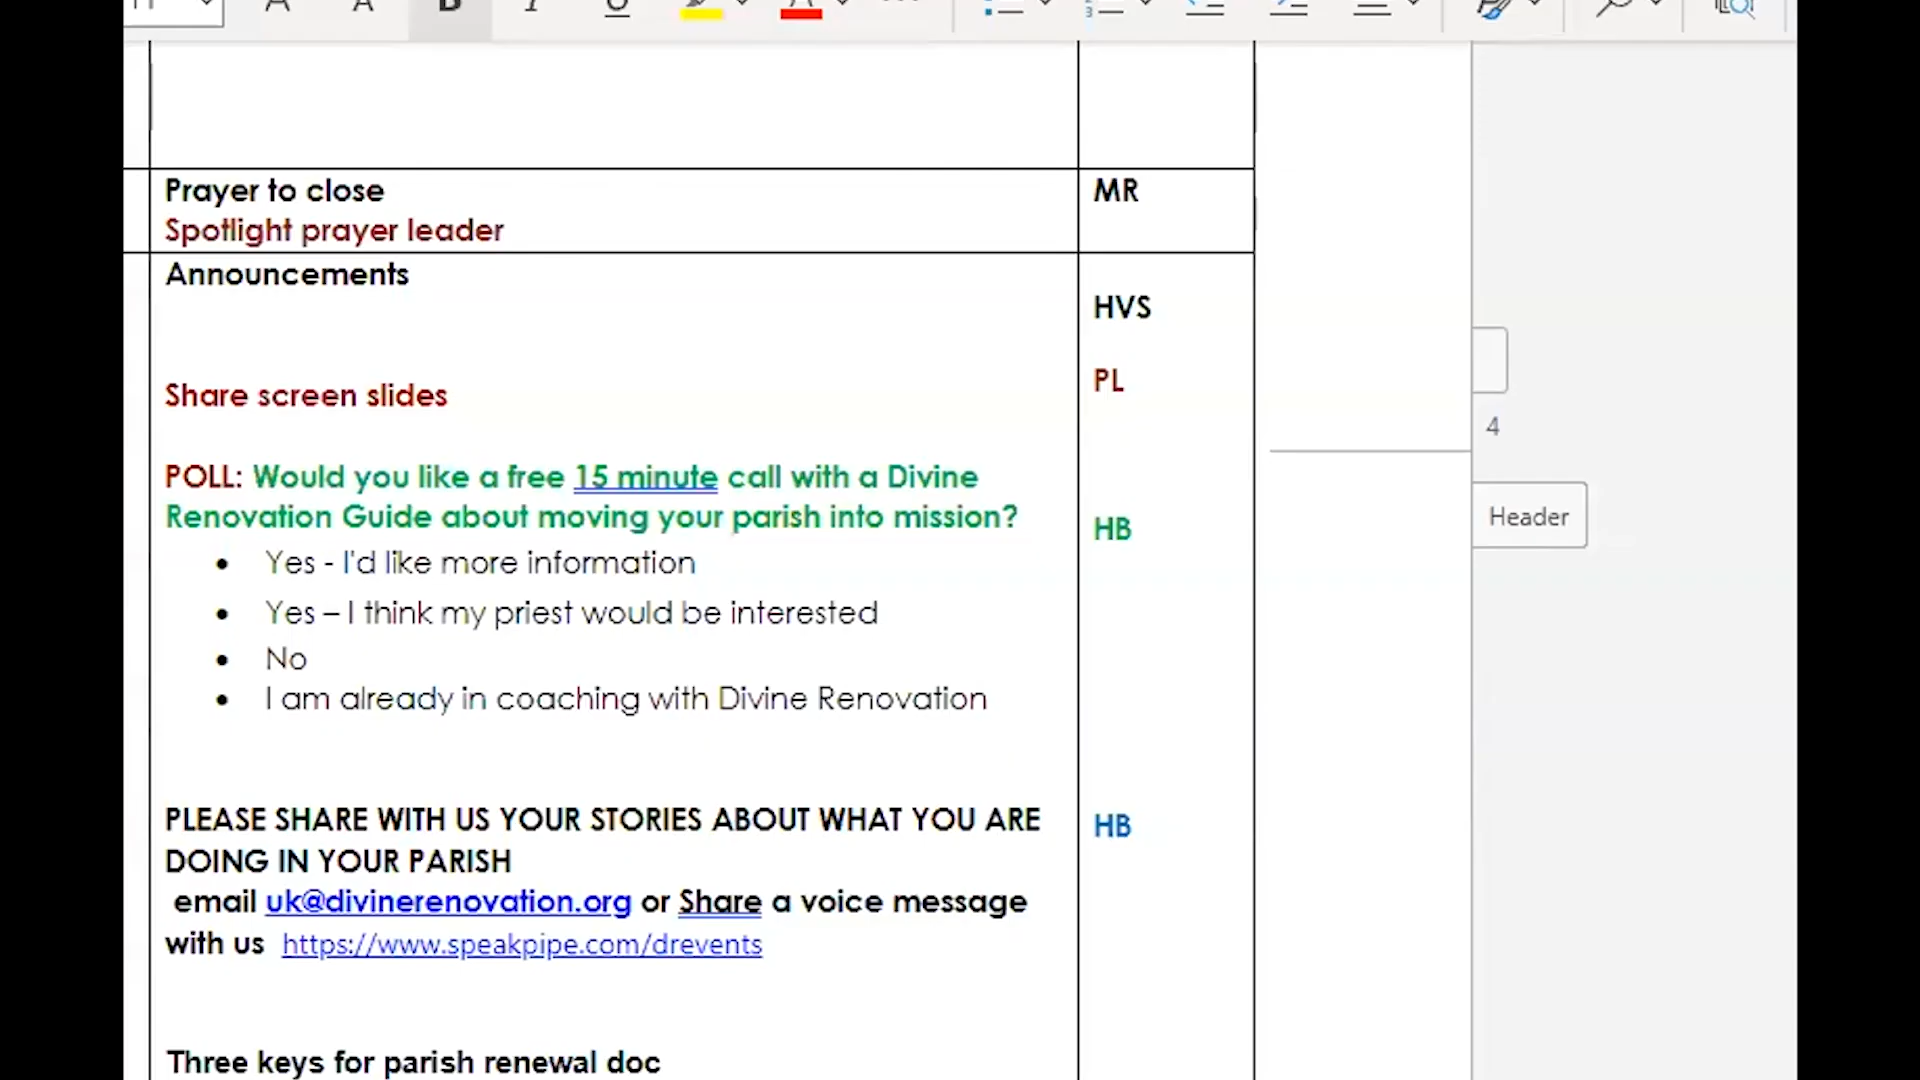 Prayer to close
MR
Spotlight prayer leader
Announcements
HVS
PL
Share screen slides
4
POLL: Would you like a free 15 minute call with a Divine
Renovation Guide about moving your parish into mission?
HB
Header
• Yes - I'd like more information
• Yes – I think my priest would be interested
• No
• I am already in coaching with Divine Renovation
PLEASE SHARE WITH US YOUR STORIES ABOUT WHAT YOU ARE
HB
DOING IN YOUR PARISH
email uk@divinerenovation.org or Share a voice message
with us https://www.speakpipe.com/drevents
Three keys for parish renewal doc